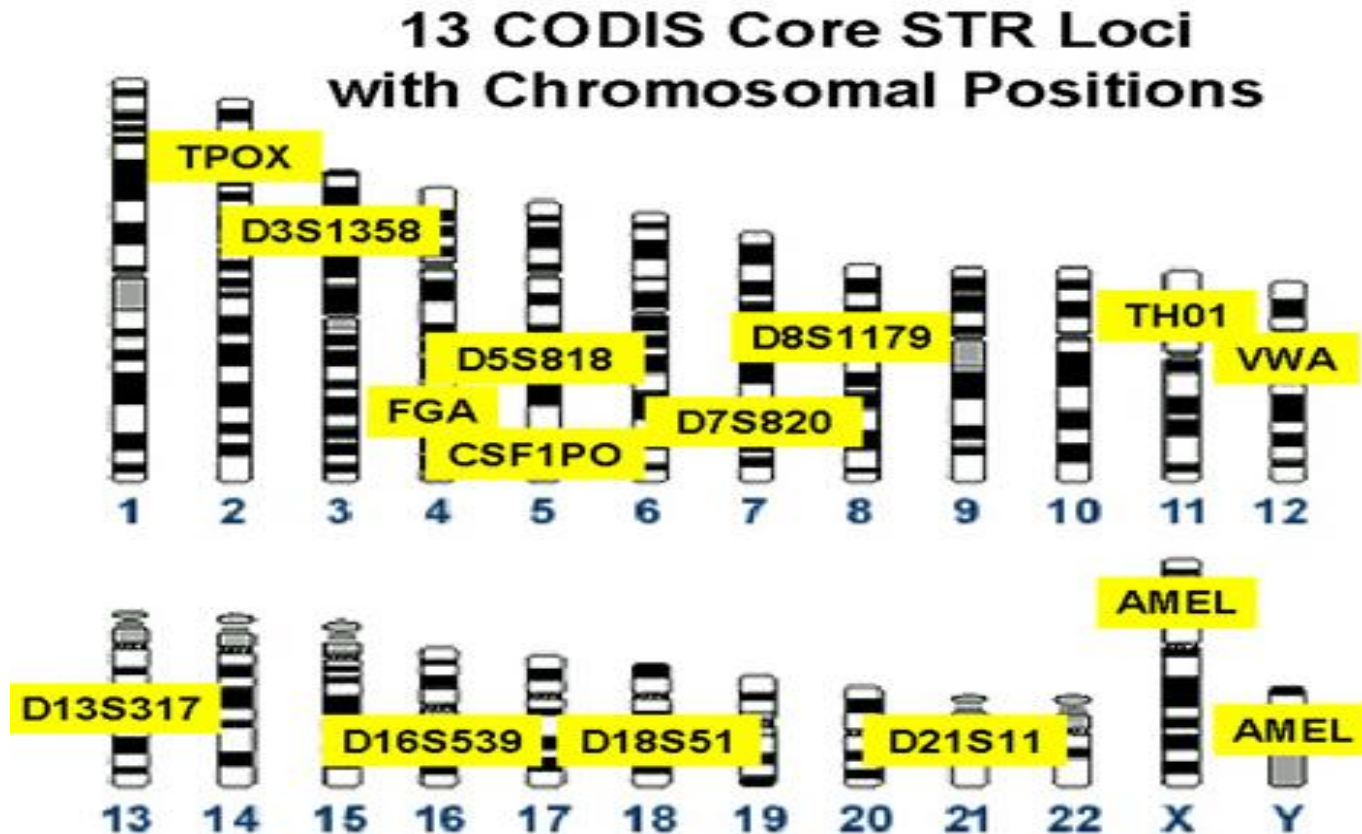 13 CODIS Core STR Loci
with Chromosomal Positions
TPOX
D3S1358
TH01
D8S1179
D5S818
VWA
FGA
D7S820
CSF1PO
1 2 3 4 5 6 7 8 9 10 11 12
AMEL
D13S317
D16S539 D18S51 D21S11 AMEL
13 14 15 16 17 18 19 20 21 22 X Y